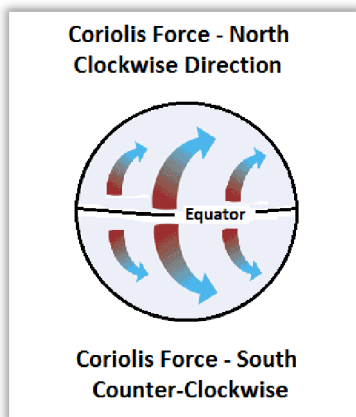 Coriolis Force - North
Clockwise Direction
Equator
Coriolis Force - South
Counter-Clockwise